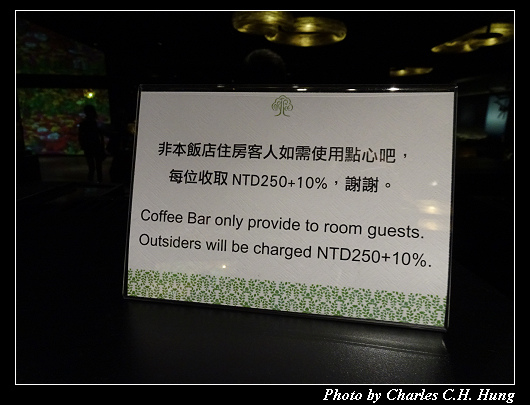 非本飯店住房客人如需使用點心吧，
每位收取 NTD250+10%，謝謝。
Coffee Bar only provide to room guests.
Outsiders will be charged NTD250+10%.
Photo by Charles C.H. Hung